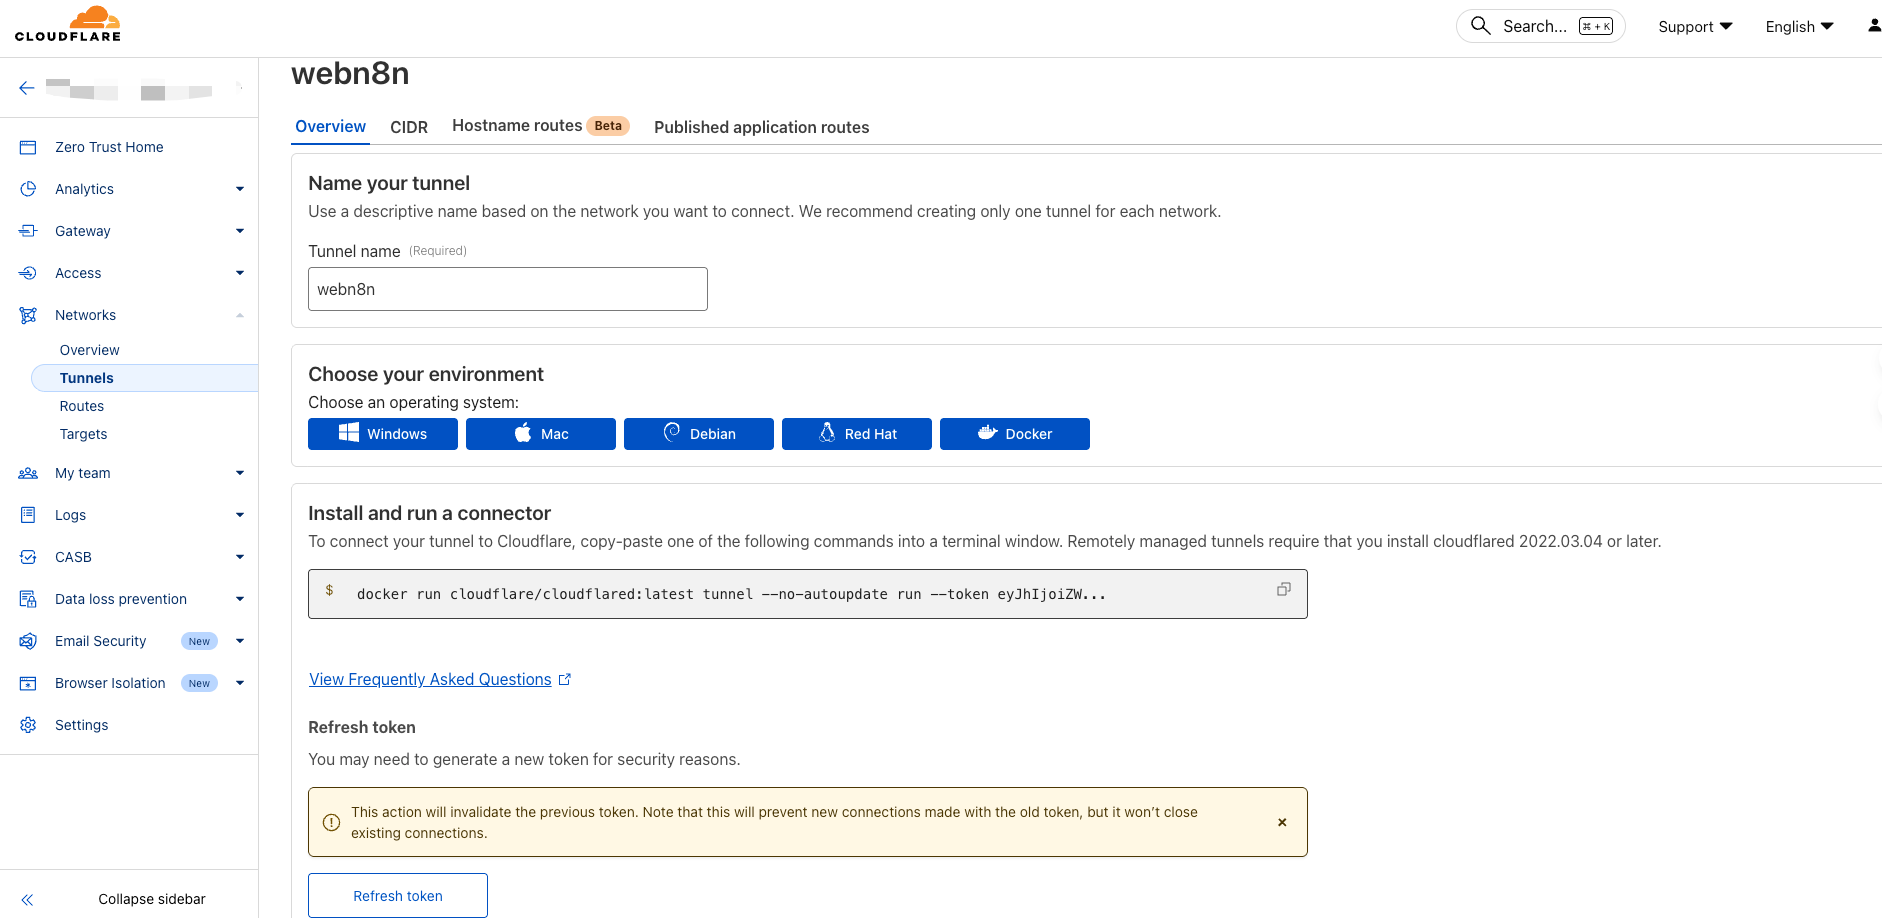 CLOUDFLARE
Search... ⌘ + K
Support
English
Zero Trust Home
Analytics
Gateway
Access
Networks
Overview
Tunnels
Routes
Targets
My team
Logs
CASB
Data loss prevention
Email Security New
Browser Isolation New
Settings
Collapse sidebar
webn8n
Overview CIDR Hostname routes Beta Published application routes
Name your tunnel
Use a descriptive name based on the network you want to connect. We recommend creating only one tunnel for each network.
Tunnel name (Required)
webn8n
Choose your environment
Choose an operating system:
Windows Mac Debian Red Hat Docker
Install and run a connector
To connect your tunnel to Cloudflare, copy-paste one of the following commands into a terminal window. Remotely managed tunnels require that you install cloudflared 2022.03.04 or later.
$ docker run cloudflare/cloudflared:latest tunnel --no-autoupdate run --token eyJhIjoiZW...
View Frequently Asked Questions
Refresh token
You may need to generate a new token for security reasons.
This action will invalidate the previous token. Note that this will prevent new connections made with the old token, but it won’t close
existing connections.
Refresh token